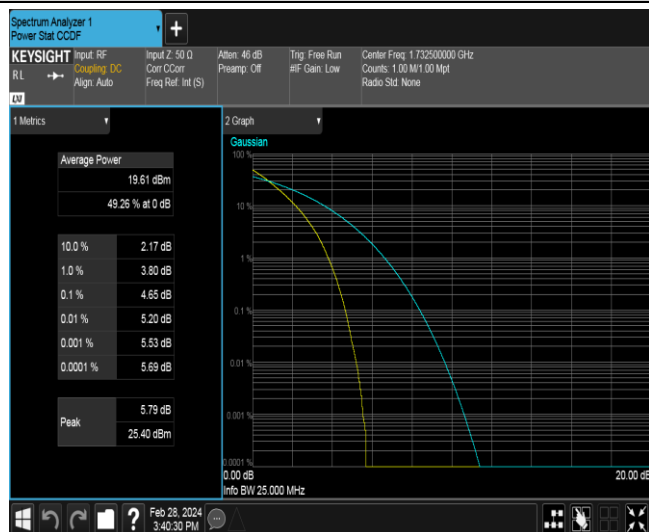 Spectrum Analyzer 1
Power Stat CCDF
+
KEYSIGHT
RL
LXI
Input: RF
Coupling: DC
Align: Auto
Input Z: 50 Ω
Corr CCorr
Freq Ref: Int (S)
Atten: 46 dB
Preamp: Off
Trig: Free Run
#IF Gain: Low
Center Freq: 1.732500000 GHz
Counts: 1.00 M/1.00 Mpt
Radio Std: None
1 Metrics
Average Power
19.61 dBm
49.26 % at 0 dB
10.0 % 2.17 dB
1.0 % 3.80 dB
0.1 % 4.65 dB
0.01 % 5.20 dB
0.001 % 5.53 dB
0.0001 % 5.69 dB
Peak
5.79 dB
25.40 dBm
2 Graph
Gaussian
100 %
10 %
1 %
0.1 %
0.01 %
0.001 %
0.0001 %
0.00 dB 20.00 dB
Info BW 25.000 MHz
?
Feb 28, 2024
3:40:30 PM